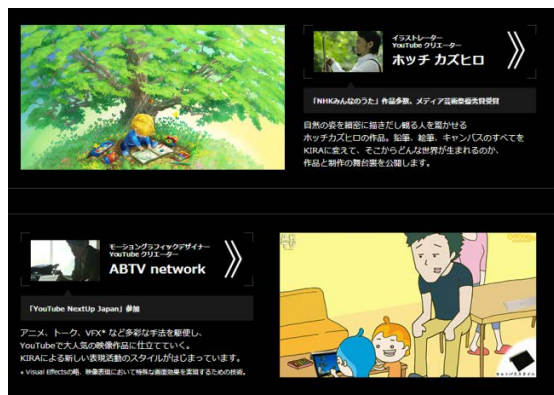 イラストレーター
YouTube クリエーター
ホッチ カズヒロ
「NHKみんなのうた」作品多数、メディア芸術祭優秀賞受賞
自然の姿を細密に描きだし観る人を驚かせる
ホッチカズヒロの作品。鉛筆、絵筆、キャンバスのすべてを
KIRAに変えて、そこからどんな世界が生まれるのか、
作品と制作の舞台裏を公開します。
モーショングラフィックデザイナー
YouTube クリエーター
ABTV network
「YouTube NextUp Japan」参加
アニメ、トーク、VFX* など多彩な手法を駆使し、
YouTubeで大人気の映像作品に仕立てていく。
KIRAによる新しい表現活動のスタイルがはじまっています。
* Visual Effectsの略、映像表現において特殊な画面効果を実現するための技術。